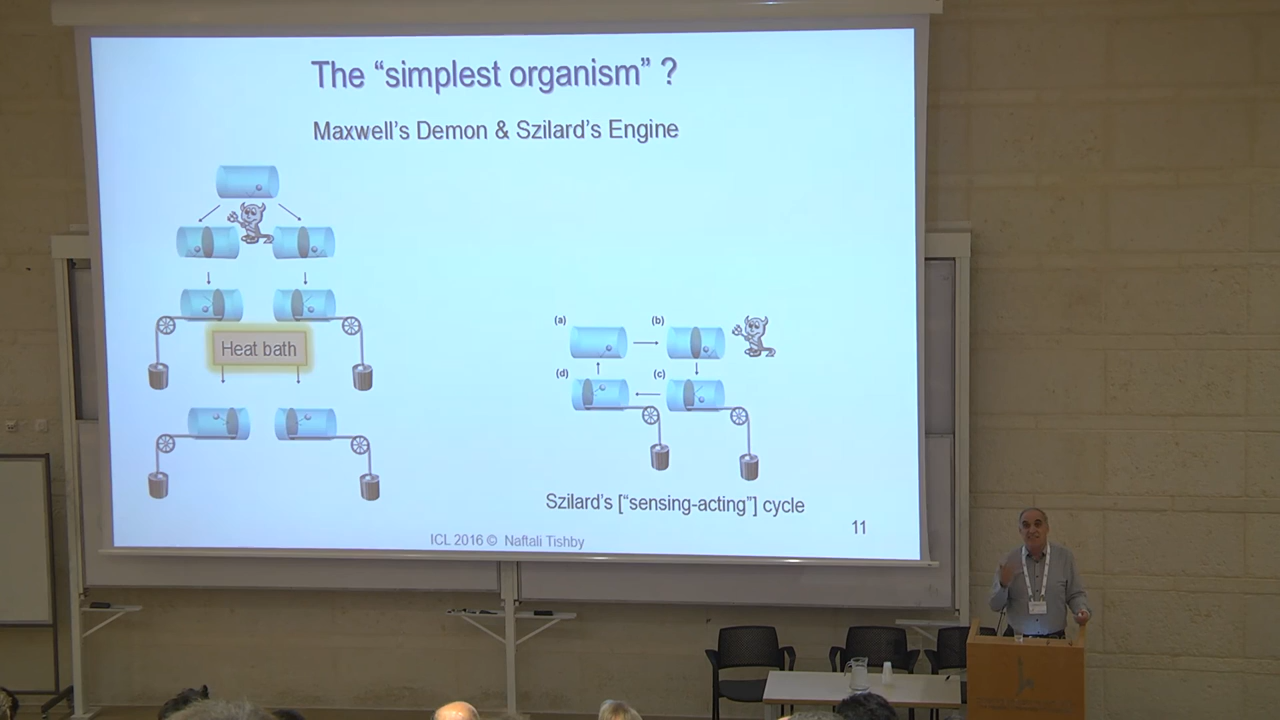 The “simplest organism” ?
Maxwell’s Demon & Szilard’s Engine
Heat bath
(a)
(b)
(d)
(c)
Szilard’s [“sensing-acting”] cycle
ICL 2016 © Naftali Tishby
11